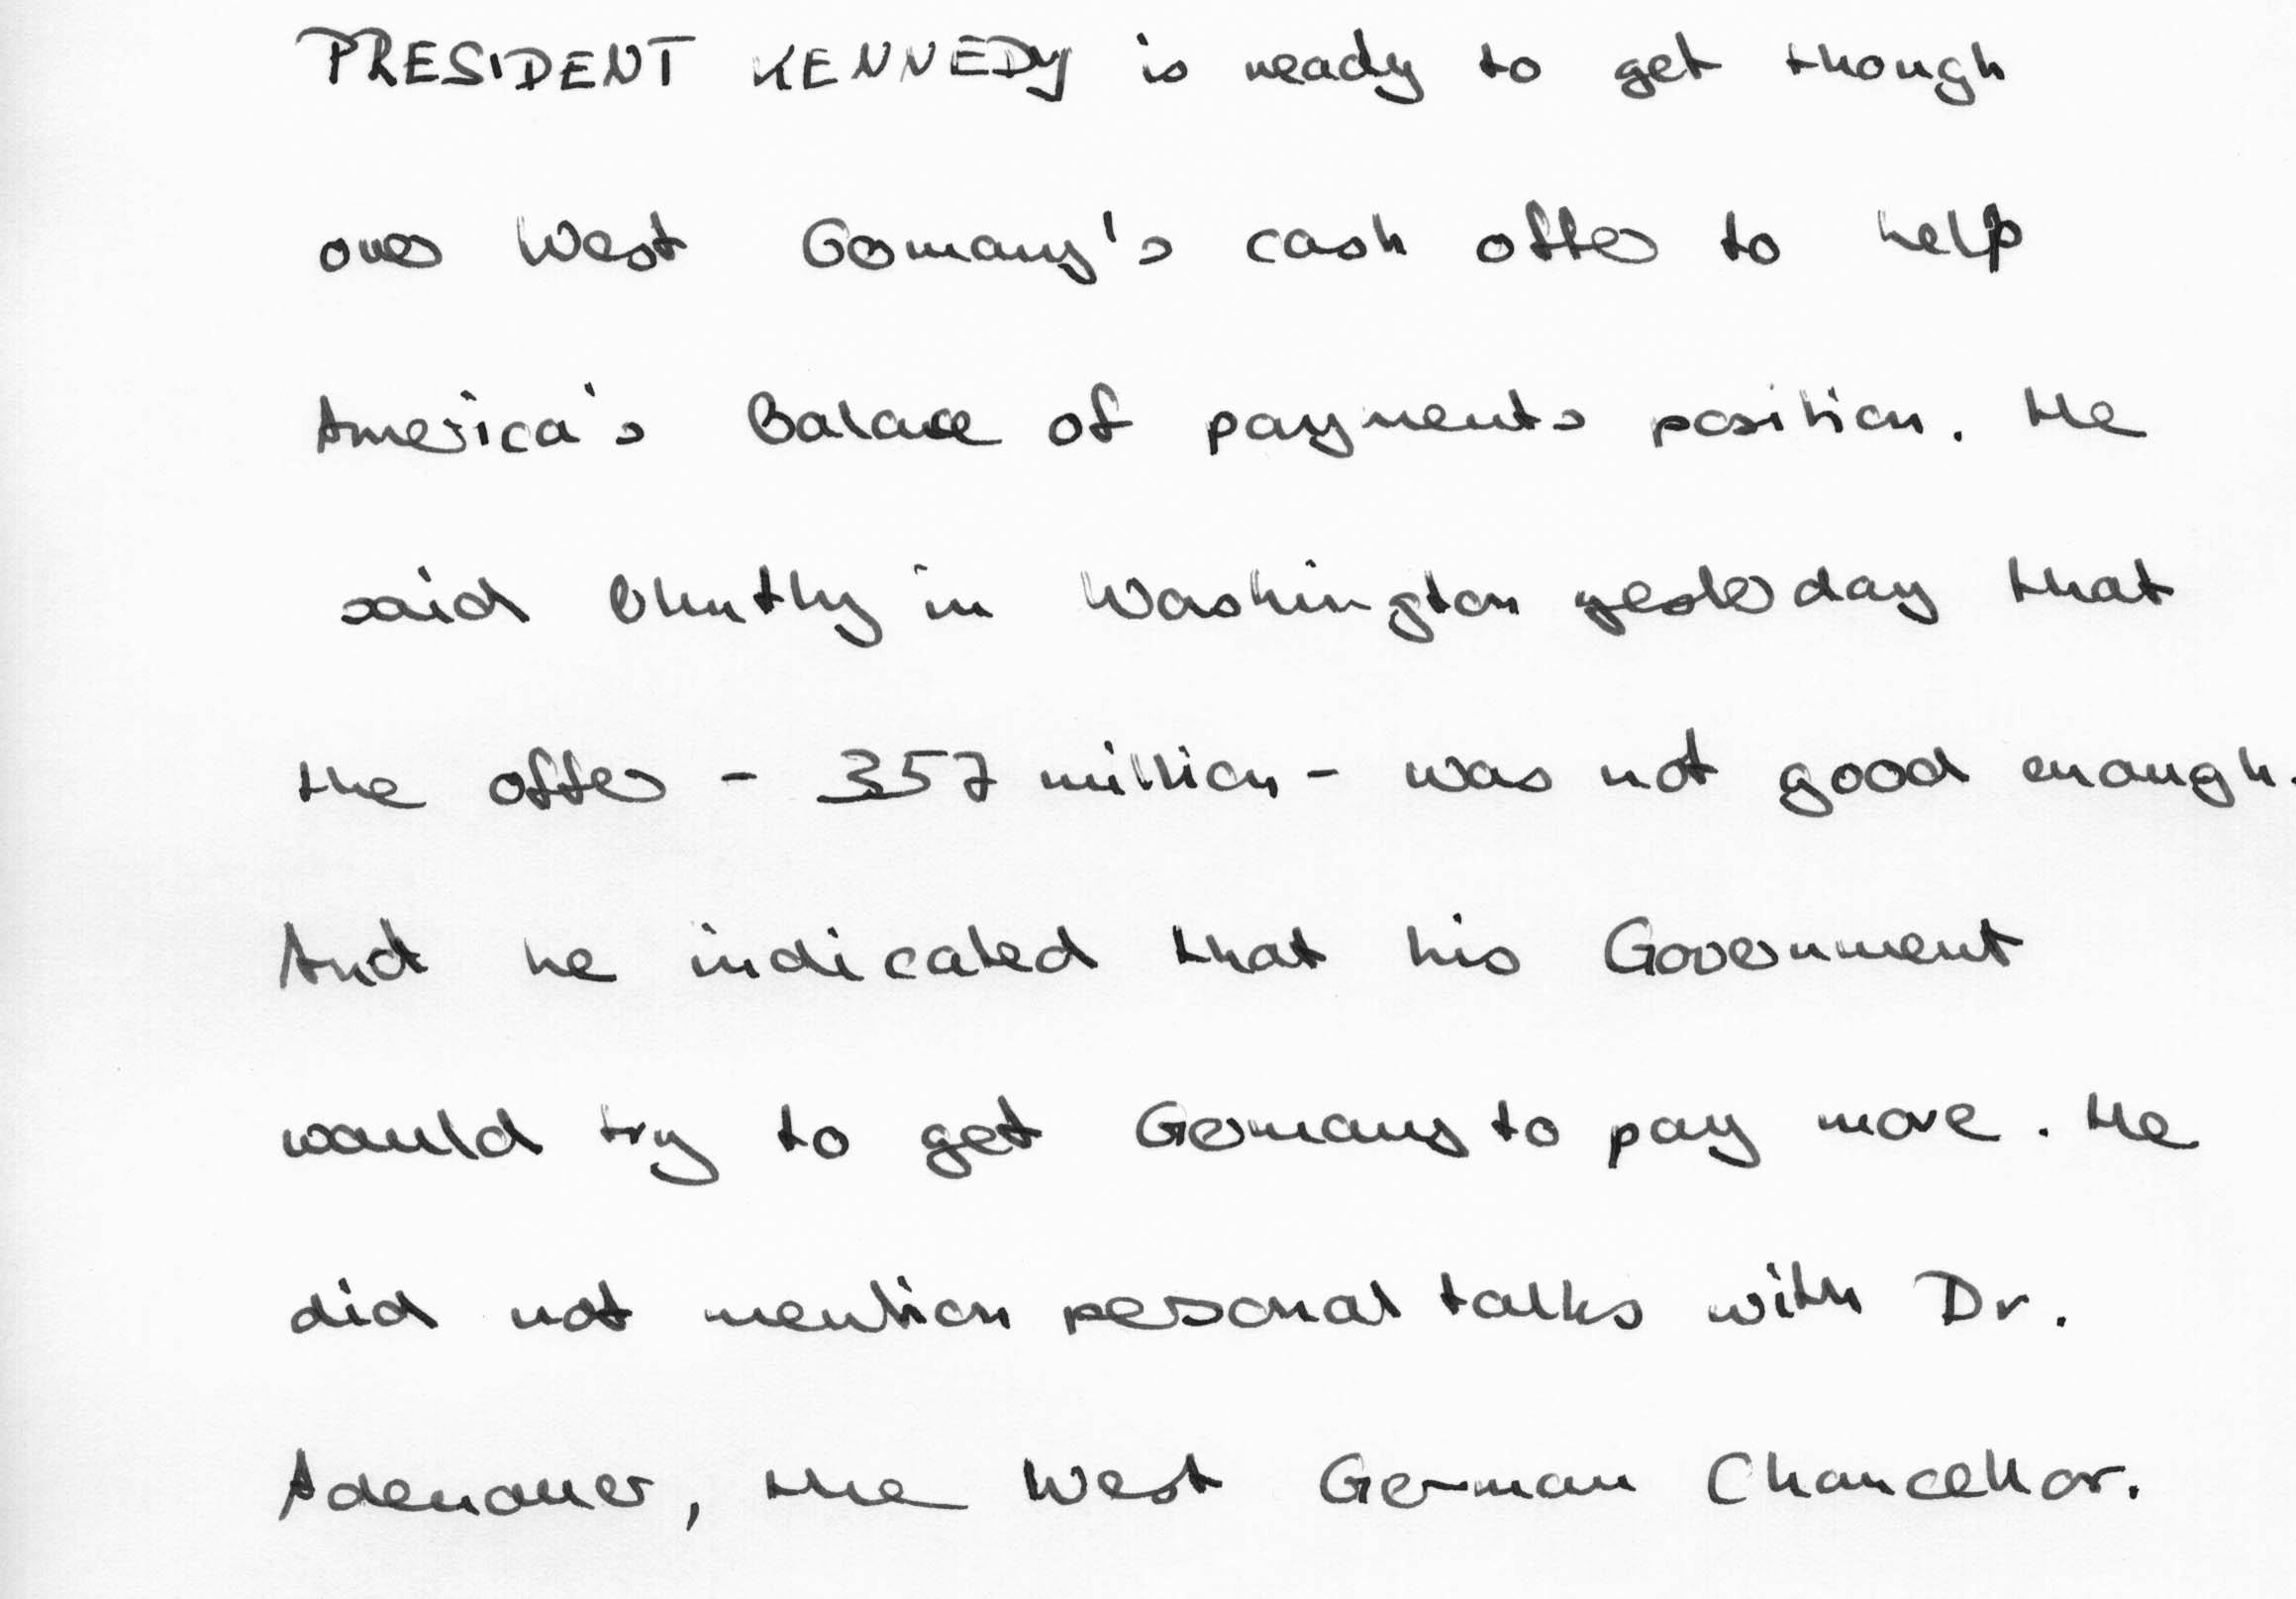 PRESIDENT KENNEDY is ready to get though
over West Germany's cash offer to help
America's Balance of payments position. He
said bluntly in Washington yesterday that
the offer - 357 million - was not good enough.
And he indicated that his Government
would try to get Germany to pay more. He
did not mention personal talks with Dr.
Adenauer, the West German Chancellor.